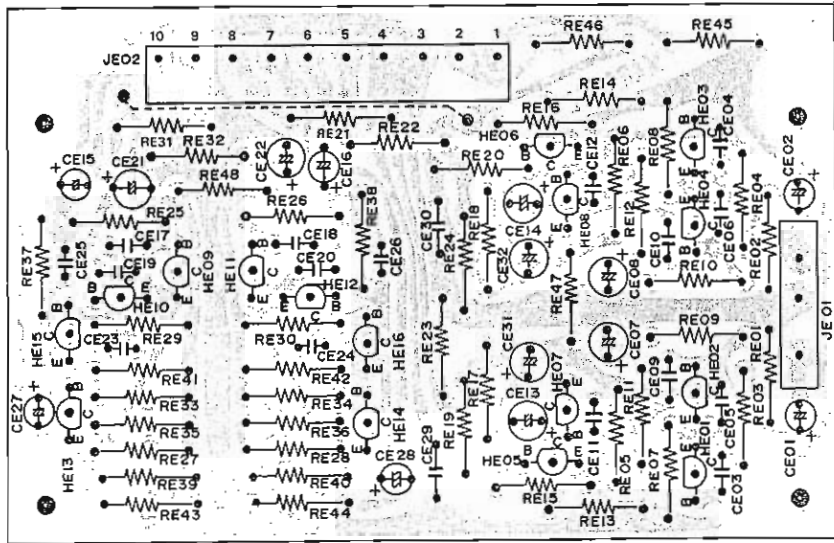 RE46 RE45
10 9 8 7 6 5 4 3 2 1
JE02
RE14
RE16
RE31 RE32 RE21 RE22
HE06 B E C
CE12 RE06 RE08 B C E HE03 CE04
CE15 CE21 CE22 CE16
RE48 RE20
RE38
CE02
RE25 RE26
CE17 CE18
CE30 RE24 RE18
CE32 CE14
HE08 B C E
RE12 CE10
HE04 E C B CE06
RE04 RE02
RE37 CE25
CE19 CE20
B C E HE09
HE11 B C E
CE26
CE08 RE10
RE47
B C E HE10
B C E HE12
JE01
HE15 B C E
RE29 RE30
CE23 CE24
B C E HE16
RE23
CE07 RE09
CE31
RE41 RE42
RE01
CE27 B C E HE13
RE33 RE34
RE35 RE36
B C E HE14
RE19 RE17
CE13
HE07 E C B
CE09 RE11
HE02 E C B CE05
RE03
CE01
RE27 RE28
CE28 CE29
HE05 B C E
CE11 RE05 RE07
HE01 E C B CE03
RE39 RE40
RE15
RE43 RE44
RE13